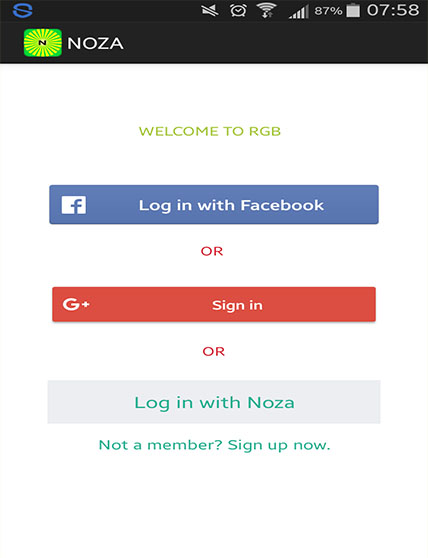 87% 07:58
N NOZA
WELCOME TO RGB
f Log in with Facebook
OR
G+ Sign in
OR
Log in with Noza
Not a member? Sign up now.